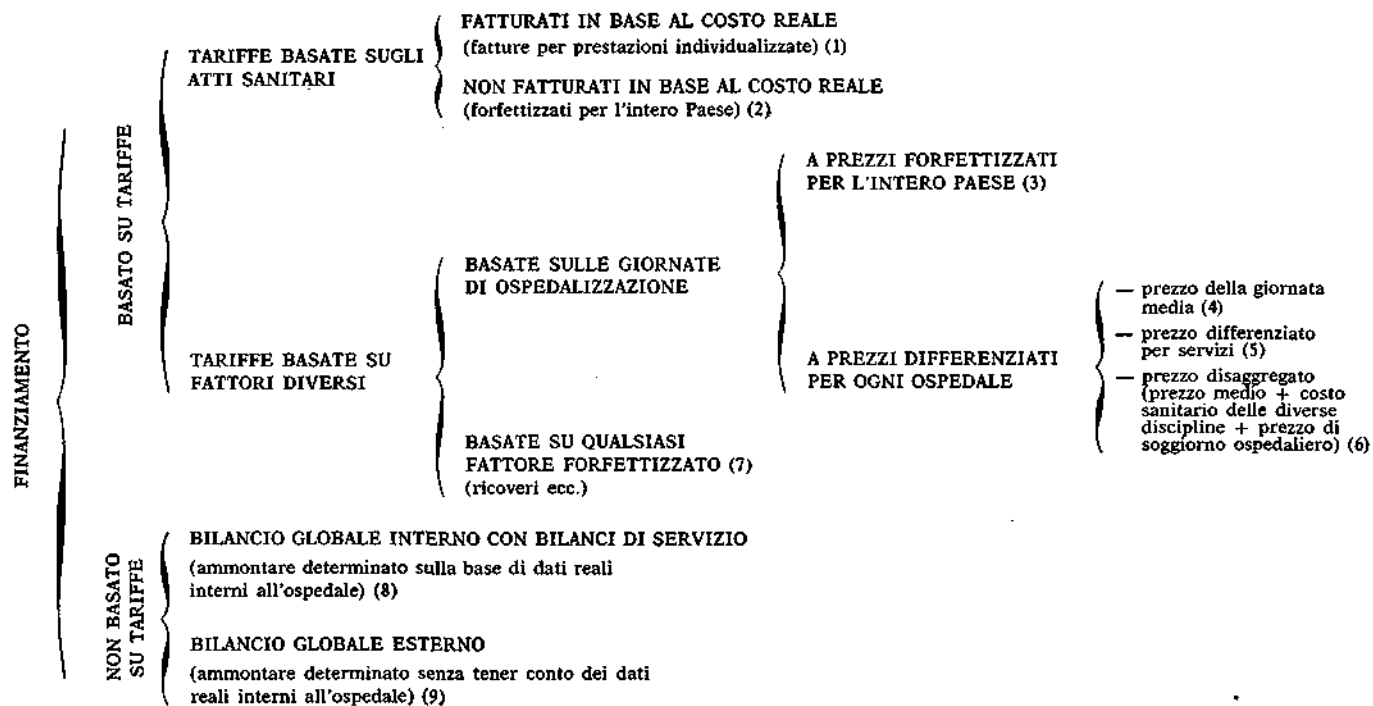 FINANZIAMENTO
BASATO SU TARIFFE
TARIFFE BASATE SUGLI
ATTI SANITARI
FATTURATI IN BASE AL COSTO REALE
(fatture per prestazioni individualizzate) (1)
NON FATTURATI IN BASE AL COSTO REALE
(forfettizzati per l'intero Paese) (2)
TARIFFE BASATE SU
FATTORI DIVERSI
BASATE SULLE GIORNATE
DI OSPEDALIZZAZIONE
A PREZZI FORFETTIZZATI
PER L'INTERO PAESE (3)
A PREZZI DIFFERENZIATI
PER OGNI OSPEDALE
— prezzo della giornata
media (4)
— prezzo differenziato
per servizi (5)
— prezzo disaggregato
(prezzo medio + costo
sanitario delle diverse
discipline + prezzo di
soggiorno ospedaliero) (6)
BASATE SU QUALSIASI
FATTORE FORFETTIZZATO (7)
(ricoveri ecc.)
NON BASATO
SU TARIFFE
BILANCIO GLOBALE INTERNO CON BILANCI DI SERVIZIO
(ammontare determinato sulla base di dati reali
interni all'ospedale) (8)
BILANCIO GLOBALE ESTERNO
(ammontare determinato senza tener conto dei dati
reali interni all'ospedale) (9)